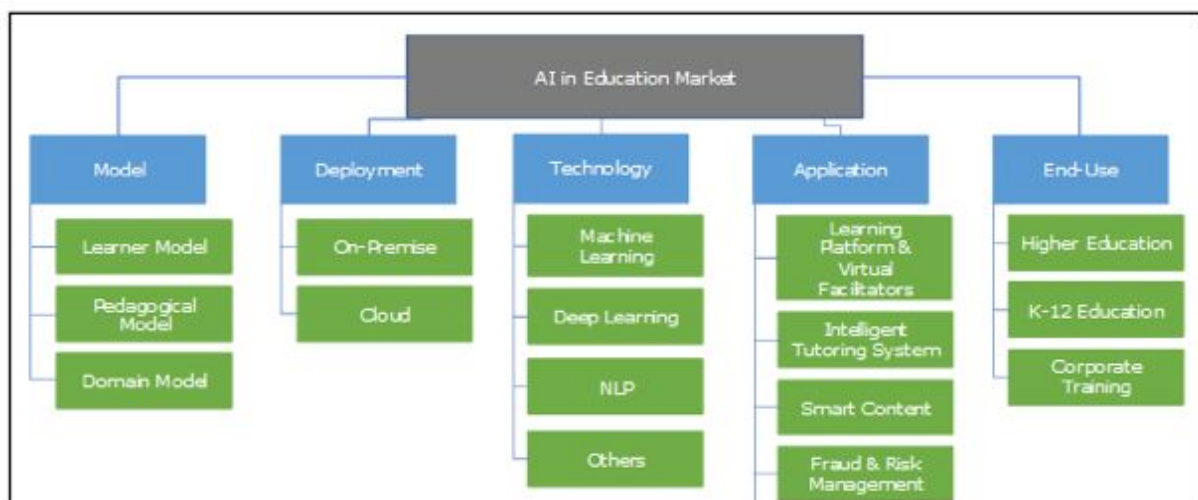 AI in Education Market
Model
Deployment
Technology
Application
End-Use
Learner Model
Pedagogical
Model
Domain Model
On-Premise
Cloud
Machine
Learning
Deep Learning
NLP
Others
Learning
Platform &
Virtual
Facilitators
Intelligent
Tutoring System
Smart Content
Fraud & Risk
Management
Higher Education
K-12 Education
Corporate
Training